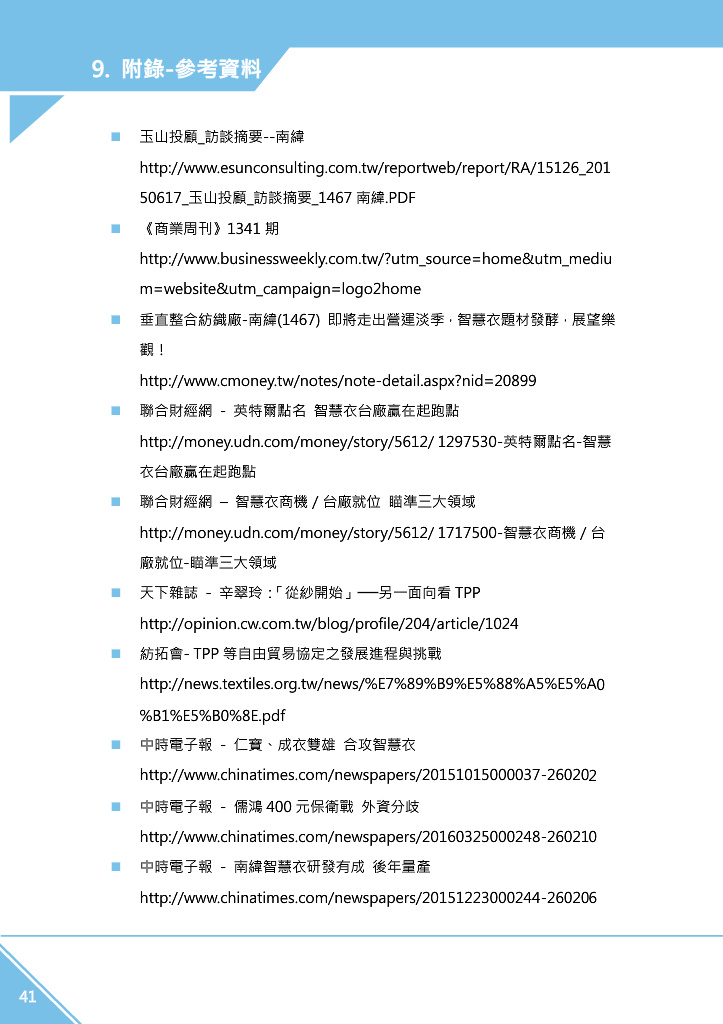 9. 附錄-參考資料
玉山投顧_訪談摘要--南緯
http://www.esunconsulting.com.tw/reportweb/report/RA/15126_201
50617_玉山投顧_訪談摘要_1467 南緯.PDF
《商業周刊》1341 期
http://www.businessweekly.com.tw/?utm_source=home&utm_mediu
m=website&utm_campaign=logo2home
垂直整合紡織廠-南緯(1467) 即將走出營運淡季，智慧衣題材發酵，展望樂
觀！
http://www.cmoney.tw/notes/note-detail.aspx?nid=20899
聯合財經網 - 英特爾點名 智慧衣台廠贏在起跑點
http://money.udn.com/money/story/5612/ 1297530-英特爾點名-智慧
衣台廠贏在起跑點
聯合財經網 – 智慧衣商機 / 台廠就位 瞄準三大領域
http://money.udn.com/money/story/5612/ 1717500-智慧衣商機 / 台
廠就位-瞄準三大領域
天下雜誌 - 辛翠玲：「從紗開始」──另一面向看 TPP
http://opinion.cw.com.tw/blog/profile/204/article/1024
紡拓會- TPP 等自由貿易協定之發展進程與挑戰
http://news.textiles.org.tw/news/%E7%89%B9%E5%88%A5%E5%A0
%B1%E5%B0%8E.pdf
中時電子報 - 仁寶、成衣雙雄 合攻智慧衣
http://www.chinatimes.com/newspapers/20151015000037-260202
中時電子報 - 儒鴻 400 元保衛戰 外資分歧
http://www.chinatimes.com/newspapers/20160325000248-260210
中時電子報 - 南緯智慧衣研發有成 後年量產
http://www.chinatimes.com/newspapers/20151223000244-260206
41